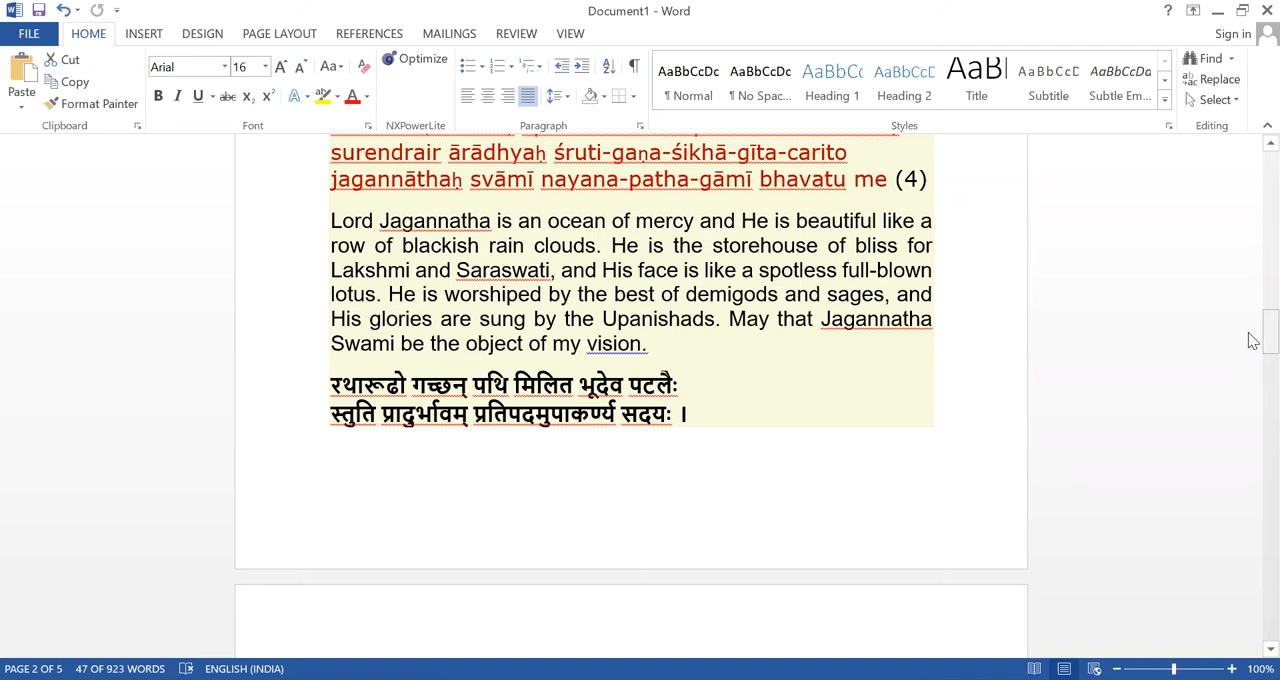 Document1 - Word
Sign in
FILE HOME INSERT DESIGN PAGE LAYOUT REFERENCES MAILINGS REVIEW VIEW
Paste
Cut
Copy
Format Painter
Clipboard
Arial 16
Font
Optimize
NXPowerLite
Paragraph
AaBbCcDc AaBbCcDc AaBbCc AaBbCc AaBl AaBbCcD AaBbCcDa
¶ Normal ¶ No Spac... Heading 1 Heading 2 Title Subtitle Subtle Em...
Styles
Find
Replace
Select
Editing
surendrair ārādhyaḥ śruti-gaṇa-śikhā-gīta-carito
jagannāthaḥ svāmī nayana-patha-gāmī bhavatu me (4)
Lord Jagannatha is an ocean of mercy and He is beautiful like a
row of blackish rain clouds. He is the storehouse of bliss for
Lakshmi and Saraswati, and His face is like a spotless full-blown
lotus. He is worshiped by the best of demigods and sages, and
His glories are sung by the Upanishads. May that Jagannatha
Swami be the object of my vision.
रथारूढो गच्छन् पथि मिलित भूदेव पटलैः
स्तुति प्रादुर्भावम् प्रतिपदमुपाकर्ण्य सदयः ।
PAGE 2 OF 5 47 OF 923 WORDS ENGLISH (INDIA) 100%